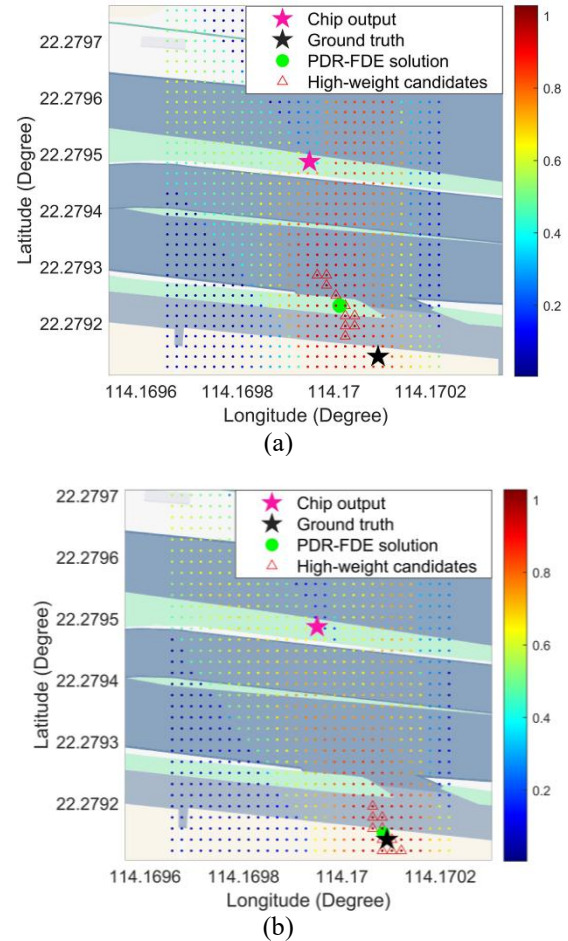 Chip output
Ground truth
PDR-FDE solution
High-weight candidates
22.2797
22.2796
22.2795
22.2794
22.2793
22.2792
Latitude (Degree)
114.1696 114.1698 114.17 114.1702
Longitude (Degree)
1
0.8
0.6
0.4
0.2
(a)
Chip output
Ground truth
PDR-FDE solution
High-weight candidates
22.2797
22.2796
22.2795
22.2794
22.2793
22.2792
Latitude (Degree)
114.1696 114.1698 114.17 114.1702
Longitude (Degree)
1
0.8
0.6
0.4
0.2
(b)